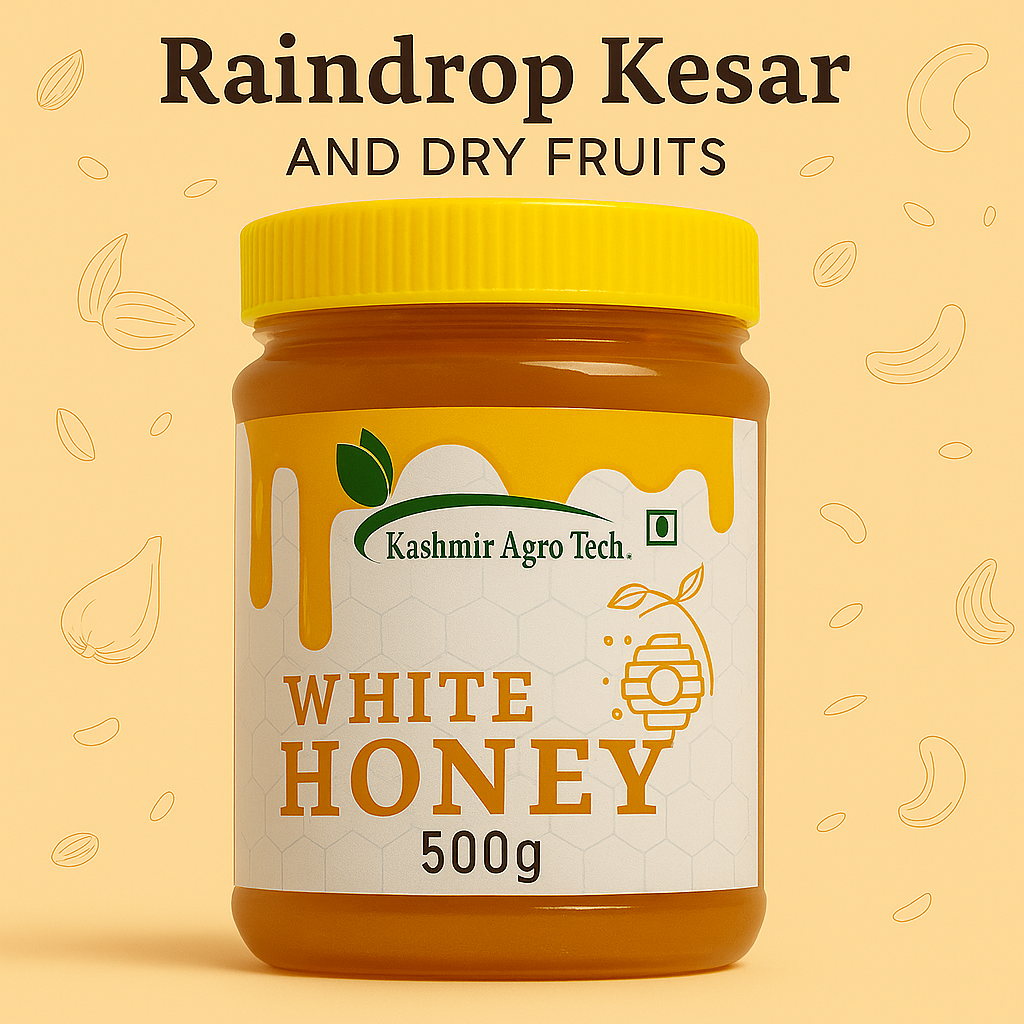 Raindrop Kesar
AND DRY FRUITS
Kashmir Agro Tech.
WHITE
HONEY
500g